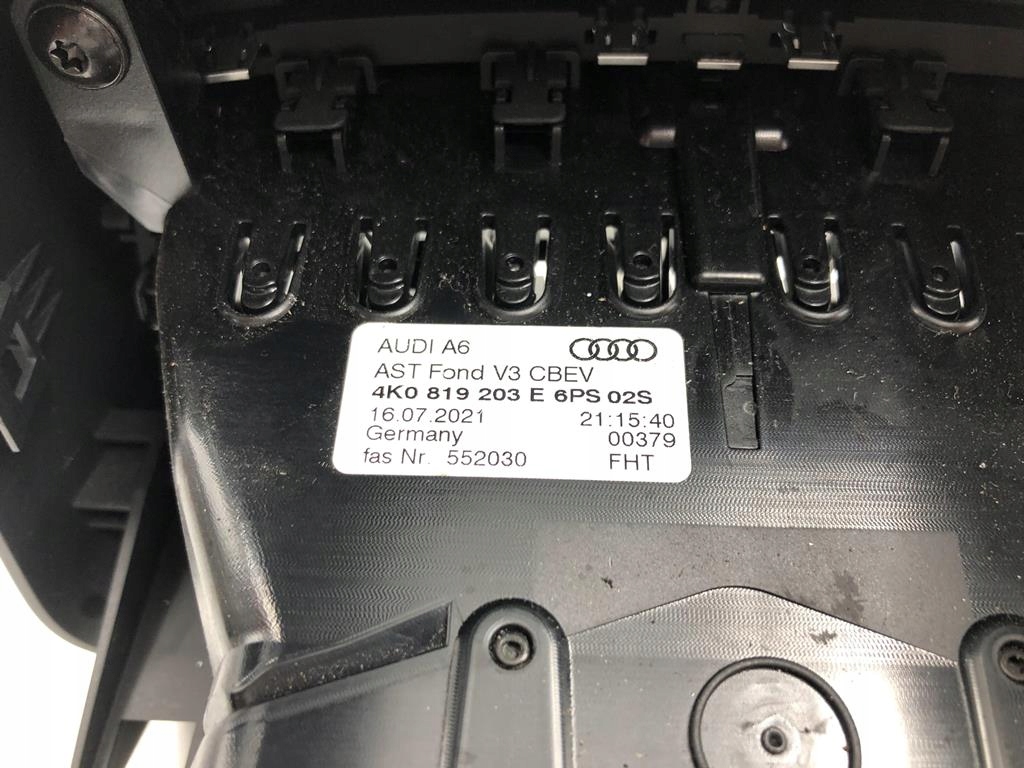 AUDI A6
AST Fond V3 CBEV
4K0 819 203 E 6PS 02S
16.07.2021 21:15:40
Germany 00379
fas Nr. 552030 FHT